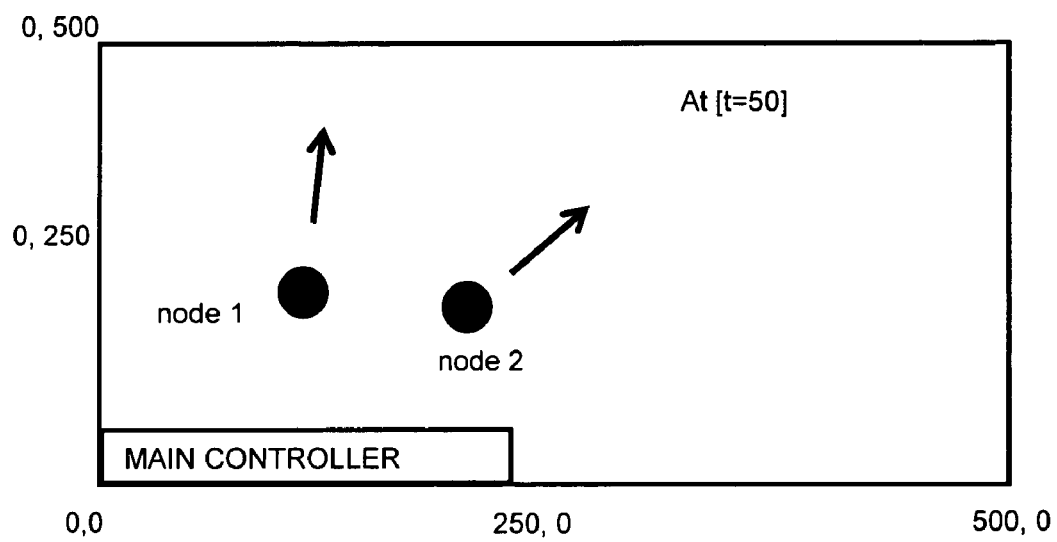 0, 500
At [t=50]
0, 250
node 1
node 2
MAIN CONTROLLER
0,0
250, 0
500, 0